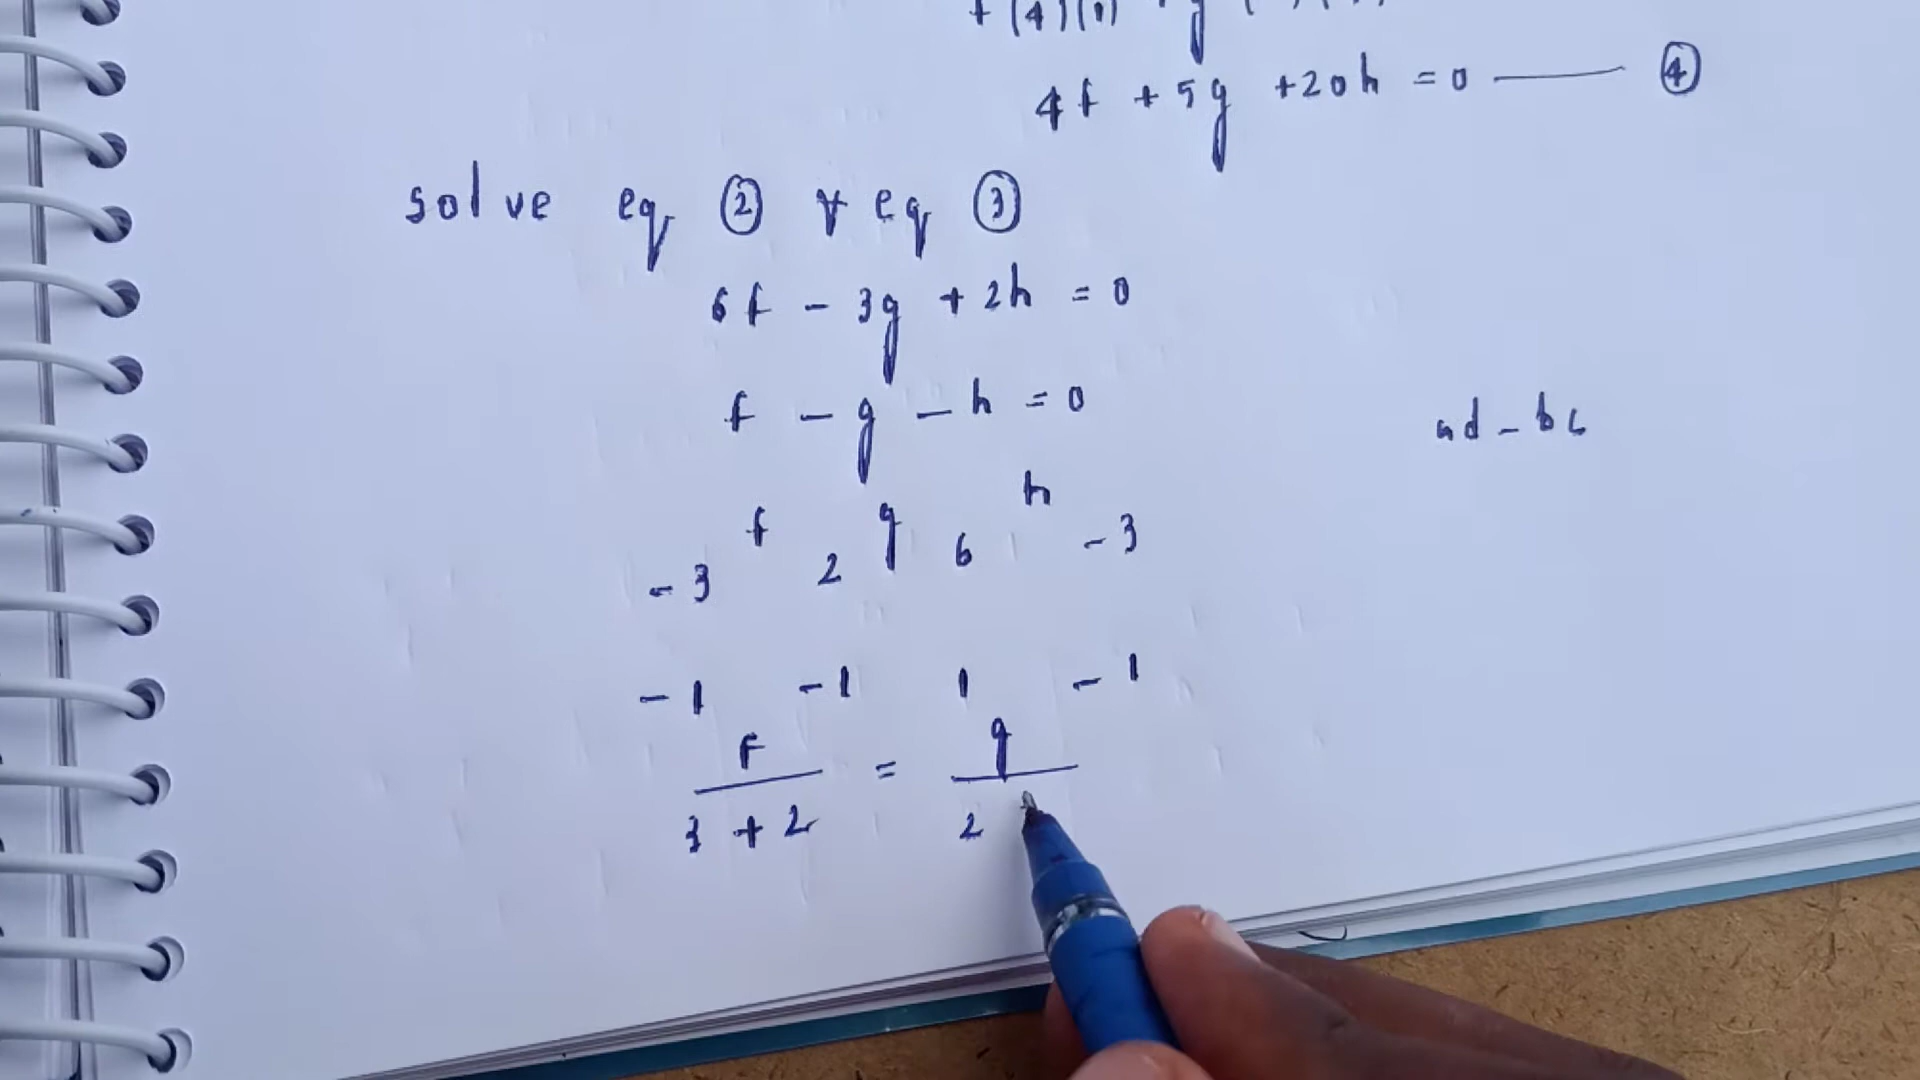 4f + 5g + 20h = 0 —— ④
solve eq ② & eq ③
6f - 3g + 2h = 0
f - g - h = 0
ad - bc
f g h
-3 2 6 -3
-1 -1 1 -1
f/3 + 2 = g/2